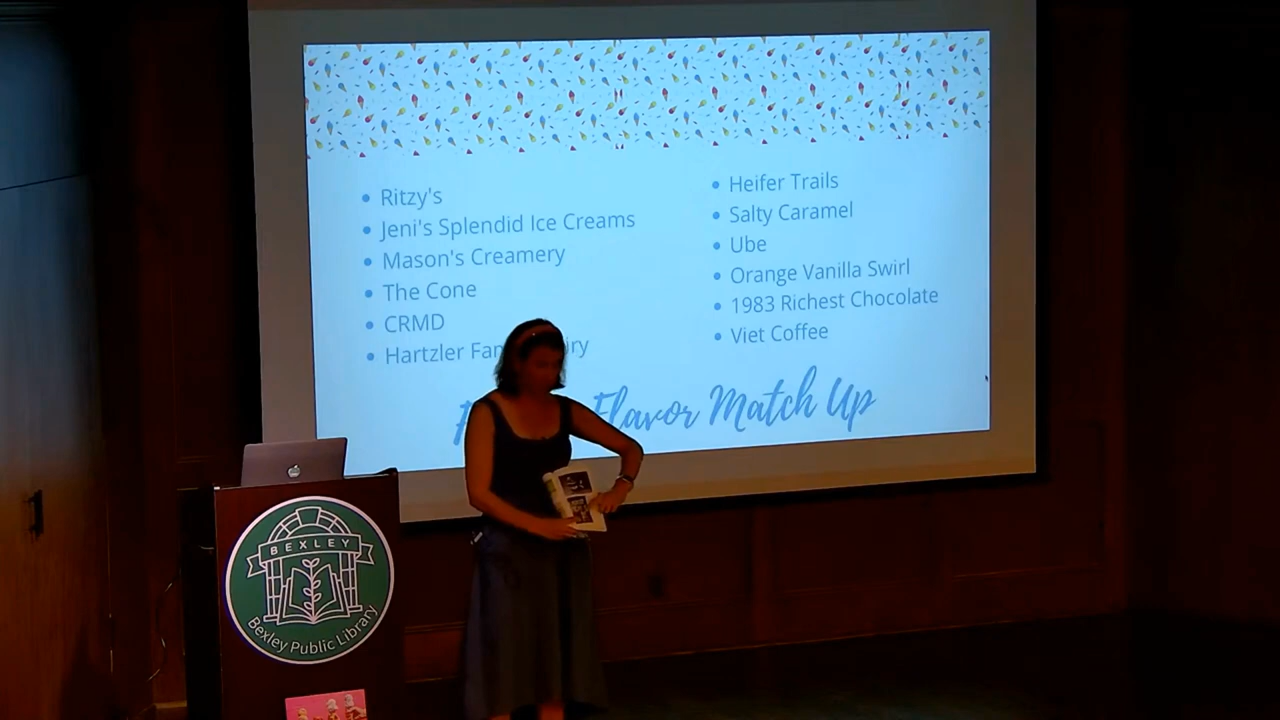 Ritzy's
Jeni's Splendid Ice Creams
Mason's Creamery
The Cone
CRMD
Hartzler
Heifer Trails
Salty Caramel
Ube
Orange Vanilla Swirl
1983 Richest Chocolate
Viet Coffee
Flavor Match Up
BEXLEY
Bexley Public Library